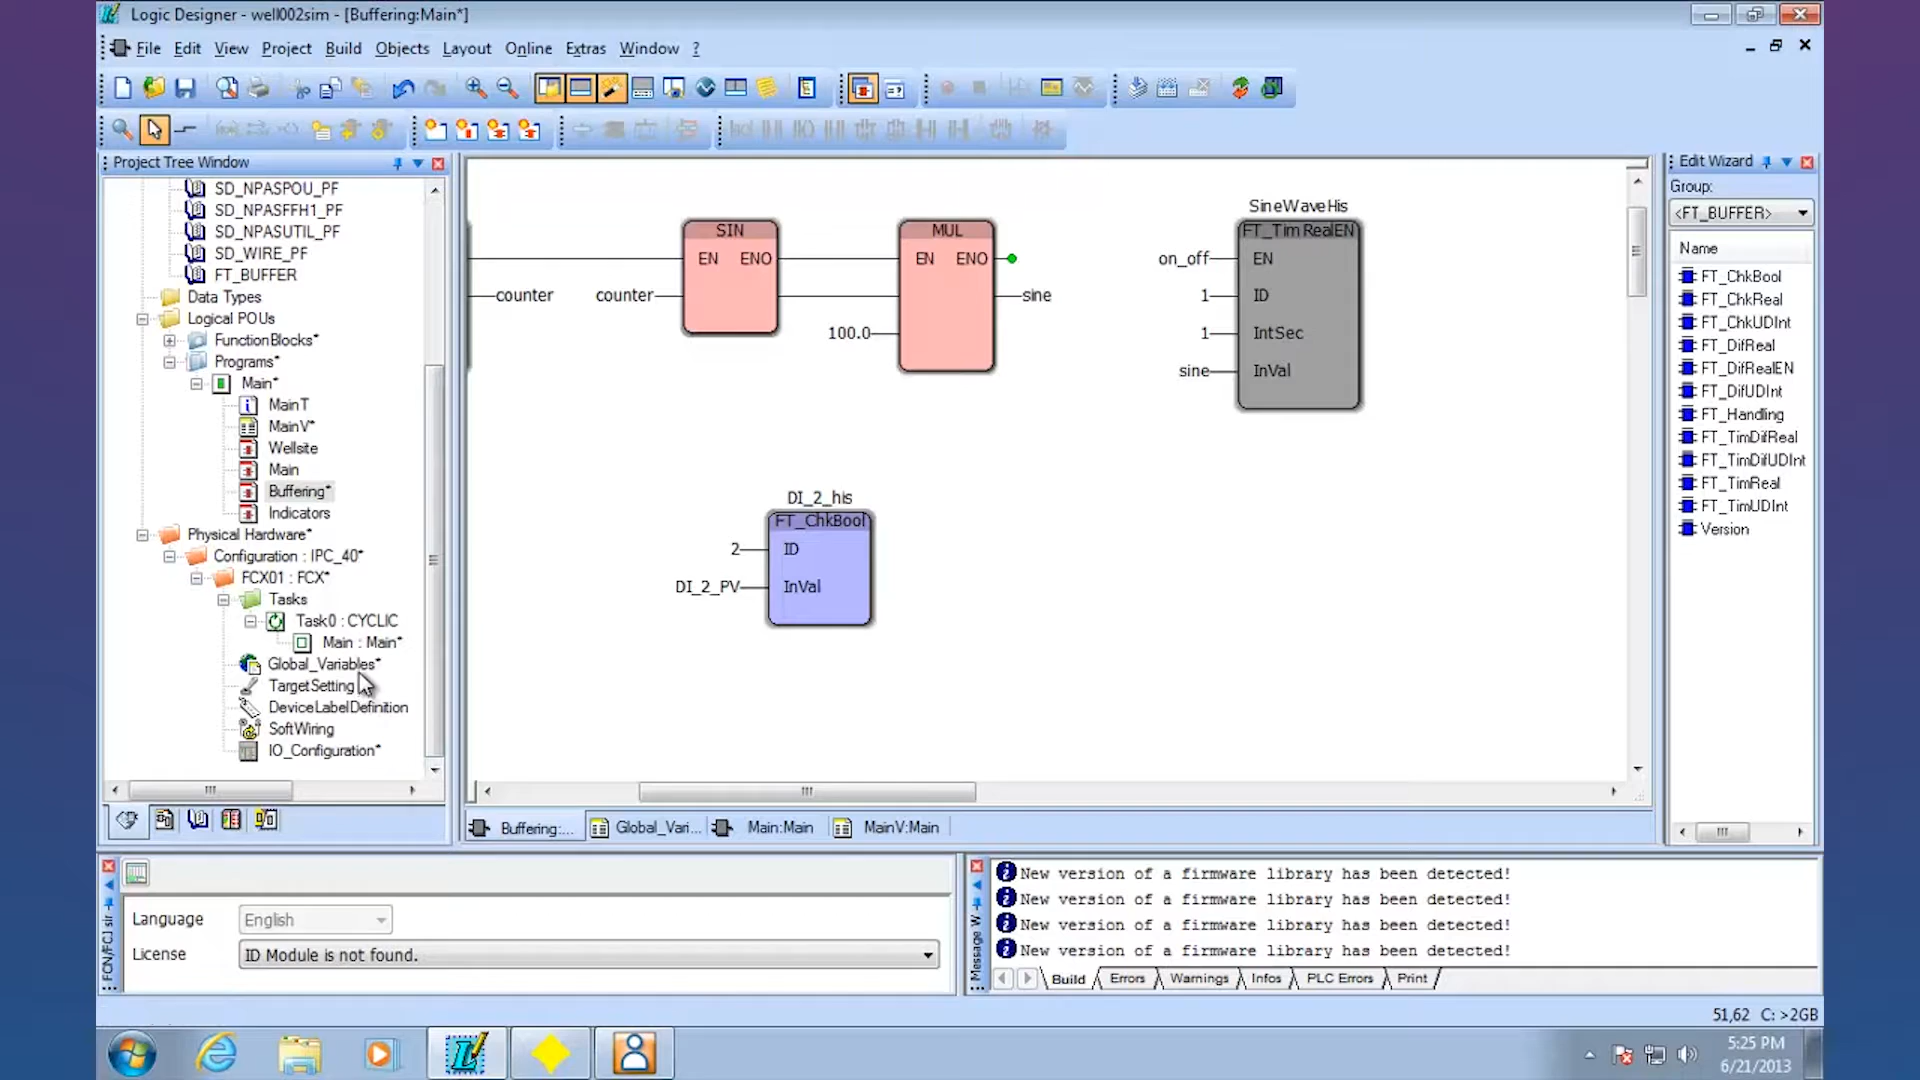 Logic Designer - well002sim - [Buffering:Main*]
File Edit View Project Build Objects Layout Online Extras Window ?
Project Tree Window
SD_NPASPOU_PF
SD_NPASFFH1_PF
SD_NPASUTIL_PF
SD_WIRE_PF
FT_BUFFER
Data Types
Logical POUs
FunctionBlocks*
Programs*
Main*
MainT
MainV*
Wellsite
Main
Buffering*
Indicators
Physical Hardware*
Configuration : IPC_40*
FCX01 : FCX*
Tasks
Task0 : CYCLIC
Main : Main*
Global_Variables*
TargetSetting
DeviceLabelDefinition
SoftWiring
IO_Configuration*
SIN
EN ENO
counter
counter
MUL
EN ENO
100.0
sine
SineWaveHis
FT_TimRealEN
on_off EN
1 ID
1 IntSec
sine InVal
DI_2_his
FT_ChkBool
2 ID
DI_2_PV InVal
Buffering:... Global_Vari... Main:Main MainV:Main
Edit Wizard
Group:
<FT_BUFFER>
Name
FT_ChkBool
FT_ChkReal
FT_ChkUDInt
FT_DifReal
FT_DifRealEN
FT_DifUDInt
FT_Handling
FT_TimDifReal
FT_TimDifUDInt
FT_TimReal
FT_TimUDInt
Version
FCN/FCJ sir
Language English
License ID Module is not found.
Message W
New version of a firmware library has been detected!
New version of a firmware library has been detected!
New version of a firmware library has been detected!
New version of a firmware library has been detected!
Build Errors Warnings Infos PLC Errors Print
51,62 C: >2GB
5:25 PM
6/21/2013